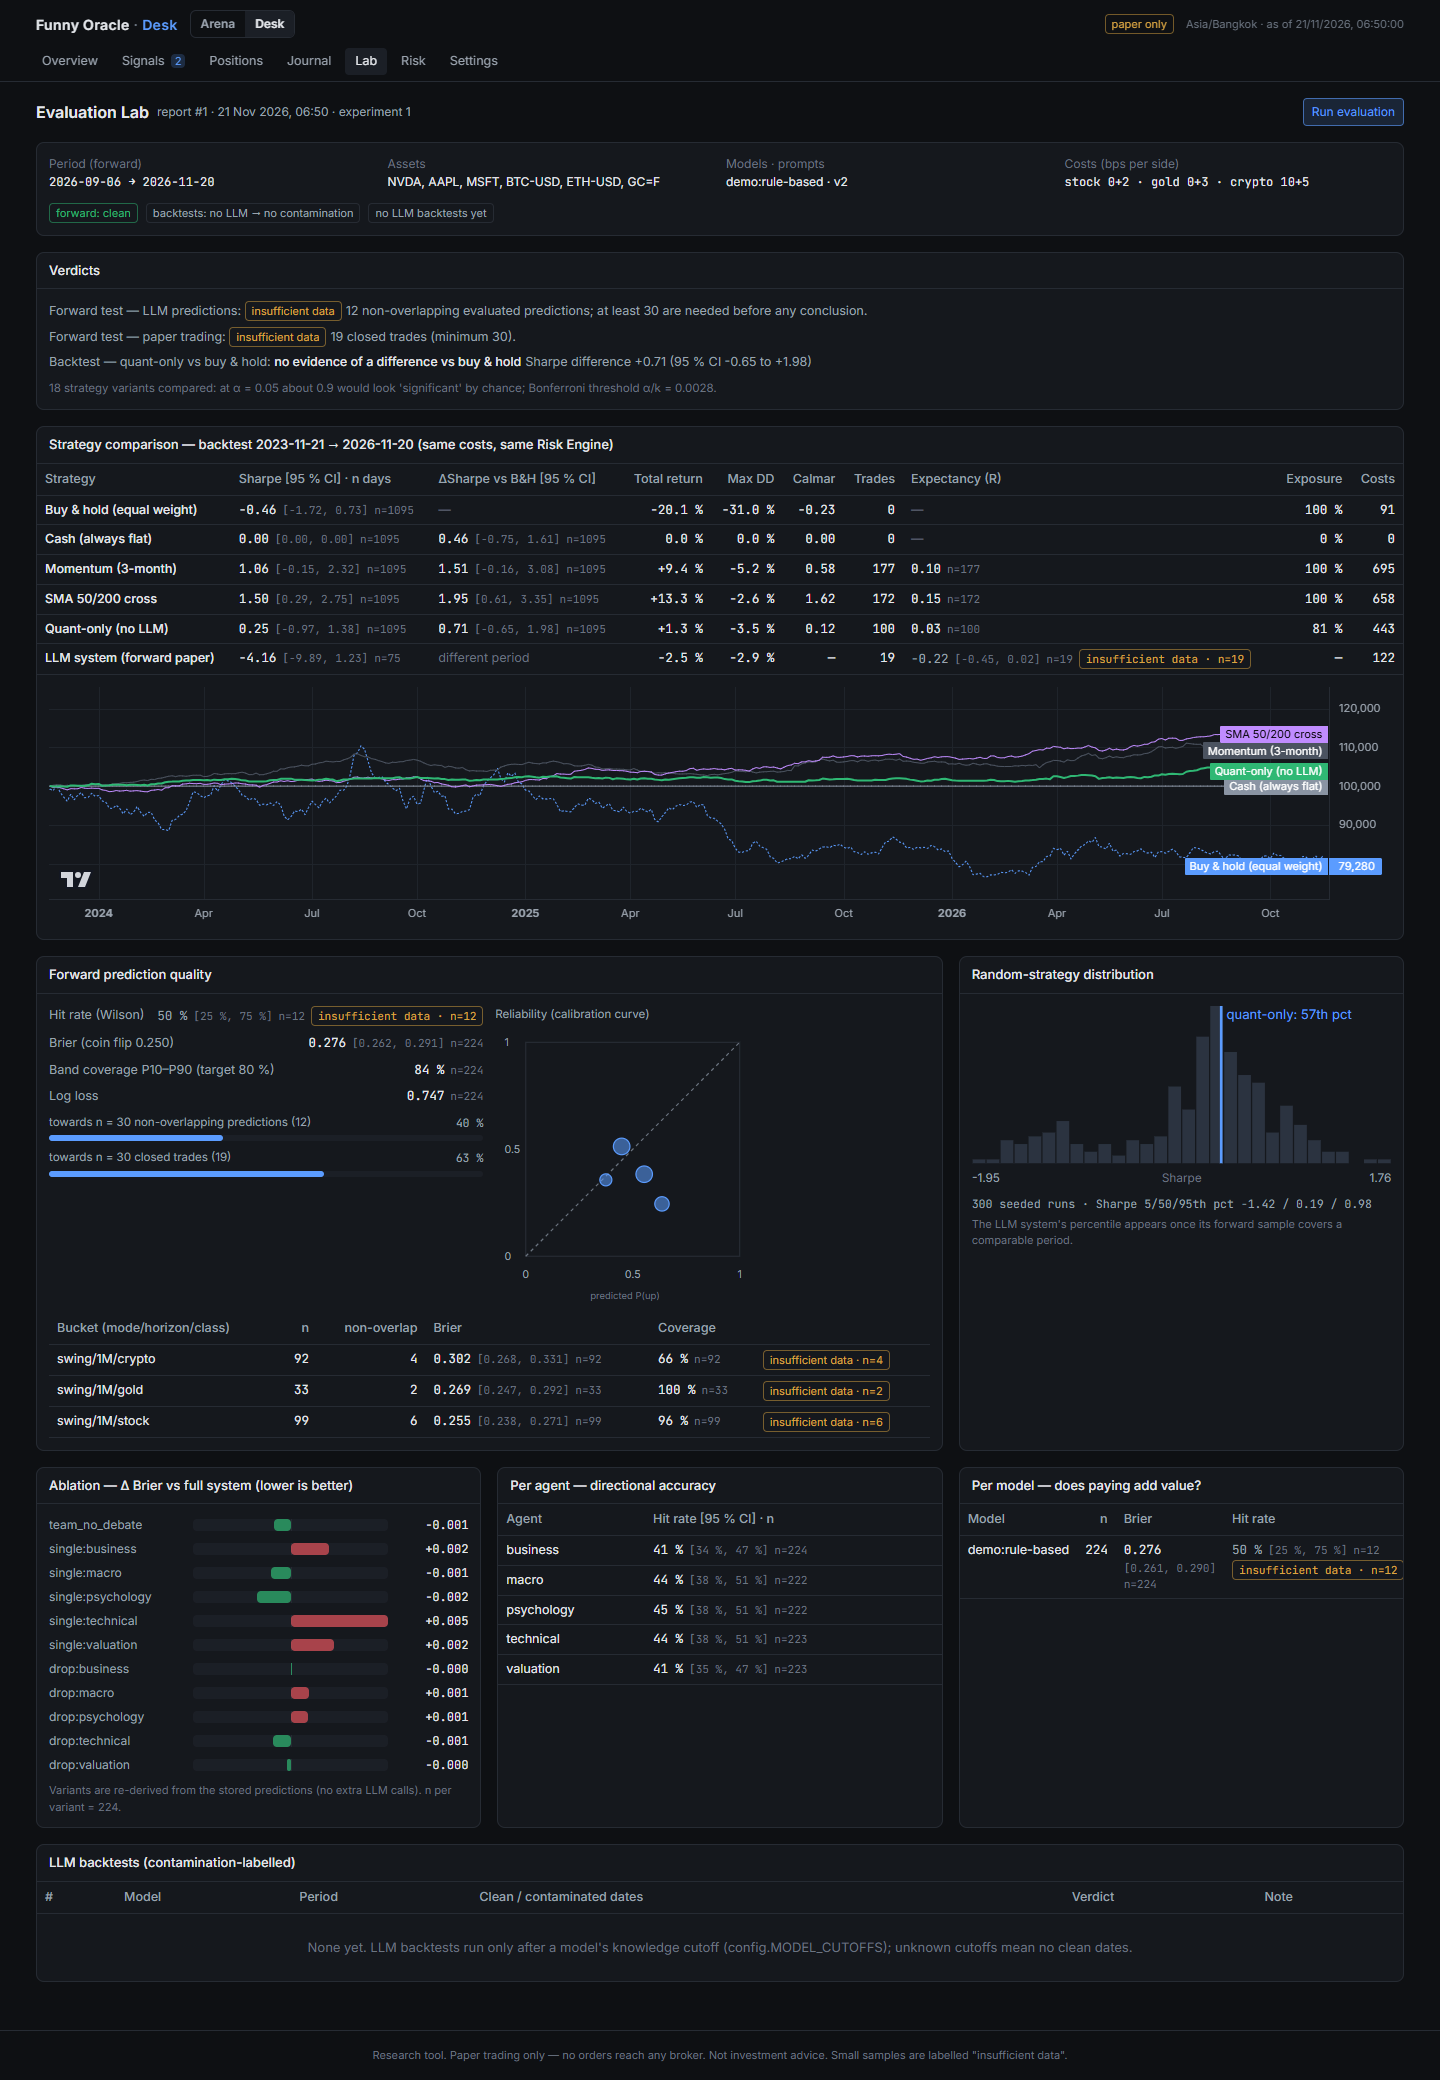 Funny Oracle · Desk Arena Desk paper only Asia/Bangkok · as of 21/11/2026, 06:50:00
Overview Signals 2 Positions Journal Lab Risk Settings
Evaluation Lab report #1 · 21 Nov 2026, 06:50 · experiment 1 Run evaluation
Period (forward) Assets Models · prompts Costs (bps per side)
2026-09-06 → 2026-11-20 NVDA, AAPL, MSFT, BTC-USD, ETH-USD, GC=F demo:rule-based · v2 stock 0+2 · gold 0+3 · crypto 10+5
forward: clean backtests: no LLM → no contamination no LLM backtests yet
Verdicts
Forward test — LLM predictions: insufficient data 12 non-overlapping evaluated predictions; at least 30 are needed before any conclusion.
Forward test — paper trading: insufficient data 19 closed trades (minimum 30).
Backtest — quant-only vs buy & hold: no evidence of a difference vs buy & hold Sharpe difference +0.71 (95 % CI -0.65 to +1.98)
18 strategy variants compared: at α = 0.05 about 0.9 would look 'significant' by chance; Bonferroni threshold α/k = 0.0028.
Strategy comparison — backtest 2023-11-21 → 2026-11-20 (same costs, same Risk Engine)
Strategy Sharpe [95 % CI] · n days ΔSharpe vs B&H [95 % CI] Total return Max DD Calmar Trades Expectancy (R) Exposure Costs
Buy & hold (equal weight) -0.46 [-1.72, 0.73] n=1095 — -20.1 % -31.0 % -0.23 0 — 100 % 91
Cash (always flat) 0.00 [0.00, 0.00] n=1095 0.46 [-0.75, 1.61] n=1095 0.0 % 0.0 % 0.00 0 — 0 % 0
Momentum (3-month) 1.06 [-0.15, 2.32] n=1095 1.51 [-0.16, 3.08] n=1095 +9.4 % -5.2 % 0.58 177 0.10 n=177 100 % 695
SMA 50/200 cross 1.50 [0.29, 2.75] n=1095 1.95 [0.61, 3.35] n=1095 +13.3 % -2.6 % 1.62 172 0.15 n=172 100 % 658
Quant-only (no LLM) 0.25 [-0.97, 1.38] n=1095 0.71 [-0.65, 1.98] n=1095 +1.3 % -3.5 % 0.12 100 0.03 n=100 81 % 443
LLM system (forward paper) -4.16 [-9.89, 1.23] n=75 different period -2.5 % -2.9 % — 19 -0.22 [-0.45, 0.02] n=19 insufficient data · n=19 — 122
120,000
SMA 50/200 cross
Momentum (3-month) 110,000
Quant-only (no LLM)
Cash (always flat) 100,000
90,000
Buy & hold (equal weight) 79,280
2024 Apr Jul Oct 2025 Apr Jul Oct 2026 Apr Jul Oct
Forward prediction quality
Hit rate (Wilson) 50 % [25 %, 75 %] n=12 insufficient data · n=12
Brier (coin flip 0.250) 0.276 [0.262, 0.291] n=224
Band coverage P10–P90 (target 80 %) 84 % n=224
Log loss 0.747 n=224
towards n = 30 non-overlapping predictions (12) 40 %
towards n = 30 closed trades (19) 63 %
Reliability (calibration curve)
1
0.5
0
0 0.5 1
predicted P(up)
Bucket (mode/horizon/class) n non-overlap Brier Coverage
swing/1M/crypto 92 4 0.302 [0.268, 0.331] n=92 66 % n=92 insufficient data · n=4
swing/1M/gold 33 2 0.269 [0.247, 0.292] n=33 100 % n=33 insufficient data · n=2
swing/1M/stock 99 6 0.255 [0.238, 0.271] n=99 96 % n=99 insufficient data · n=6
Random-strategy distribution
quant-only: 57th pct
-1.95 Sharpe 1.76
300 seeded runs · Sharpe 5/50/95th pct -1.42 / 0.19 / 0.98
The LLM system's percentile appears once its forward sample covers a
comparable period.
Ablation — Δ Brier vs full system (lower is better)
team_no_debate -0.001
single:business +0.002
single:macro -0.001
single:psychology -0.002
single:technical +0.005
single:valuation +0.002
drop:business -0.000
drop:macro +0.001
drop:psychology +0.001
drop:technical -0.001
drop:valuation -0.000
Variants are re-derived from the stored predictions (no extra LLM calls). n per
variant = 224.
Per agent — directional accuracy
Agent Hit rate [95 % CI] · n
business 41 % [34 %, 47 %] n=224
macro 44 % [38 %, 51 %] n=222
psychology 45 % [38 %, 51 %] n=222
technical 44 % [38 %, 51 %] n=223
valuation 41 % [35 %, 47 %] n=223
Per model — does paying add value?
Model n Brier Hit rate
demo:rule-based 224 0.276 50 % [25 %, 75 %] n=12
[0.261, 0.290] insufficient data · n=12
n=224
LLM backtests (contamination-labelled)
# Model Period Clean / contaminated dates Verdict Note
None yet. LLM backtests run only after a model's knowledge cutoff (config.MODEL_CUTOFFS); unknown cutoffs mean no clean dates.
Research tool. Paper trading only — no orders reach any broker. Not investment advice. Small samples are labelled "insufficient data".